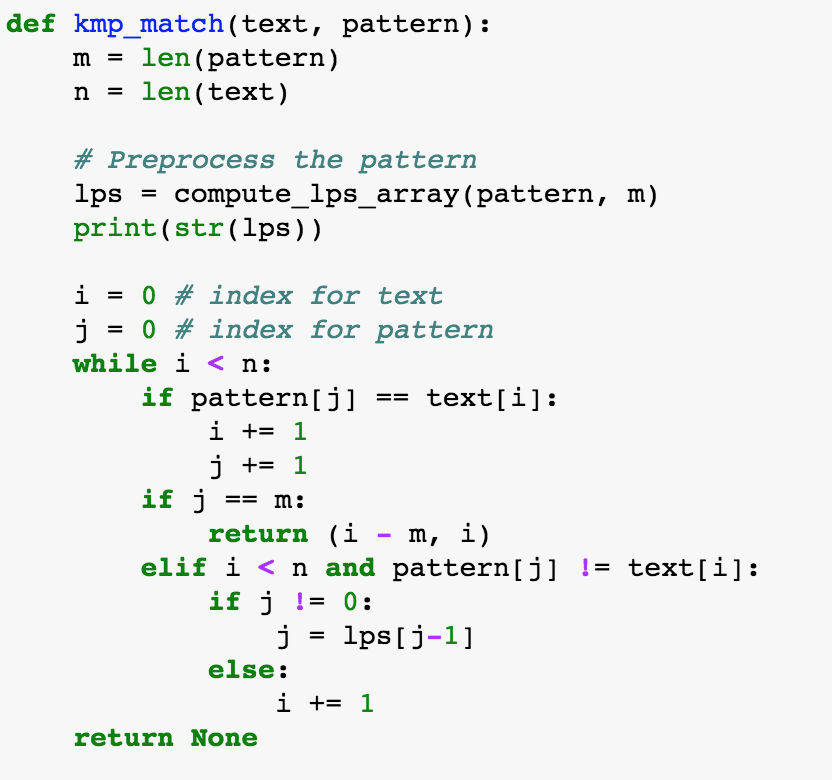 def kmp_match(text, pattern):
    m = len(pattern)
    n = len(text)

    # Preprocess the pattern
    lps = compute_lps_array(pattern, m)
    print(str(lps))

    i = 0 # index for text
    j = 0 # index for pattern
    while i < n:
        if pattern[j] == text[i]:
            i += 1
            j += 1
        if j == m:
            return (i - m, i)
        elif i < n and pattern[j] != text[i]:
            if j != 0:
                j = lps[j-1]
            else:
                i += 1
    return None